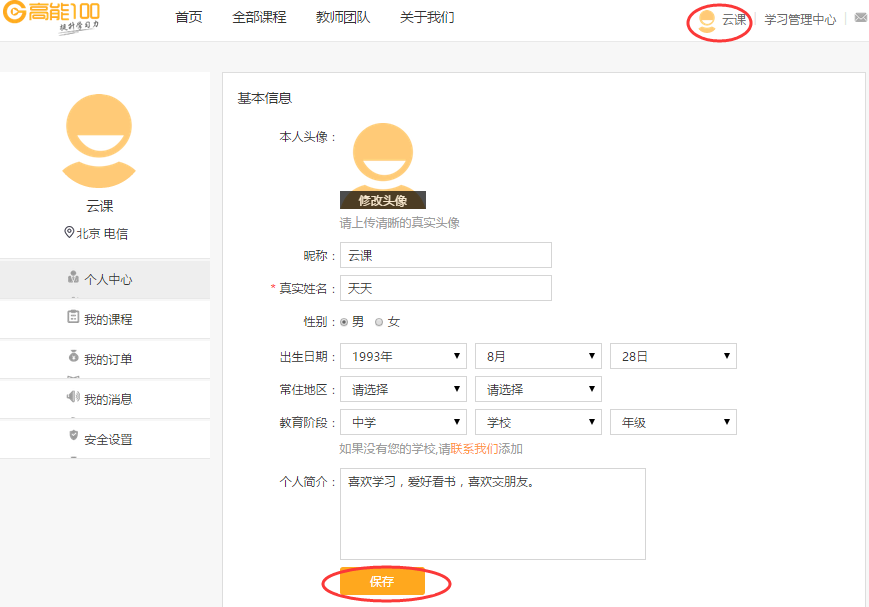 高能100
提升学习力
首页 全部课程 教师团队 关于我们
云课 学习管理中心
云课
北京 电信
个人中心
我的课程
我的订单
我的消息
安全设置
基本信息
本人头像：
修改头像
请上传清晰的真实头像
昵称： 云课
* 真实姓名： 天天
性别： 男 女
出生日期： 1993年 8月 28日
常住地区： 请选择 请选择
教育阶段： 中学 学校 年级
如果没有您的学校,请联系我们添加
个人简介： 喜欢学习，爱好看书，喜欢交朋友。
保存